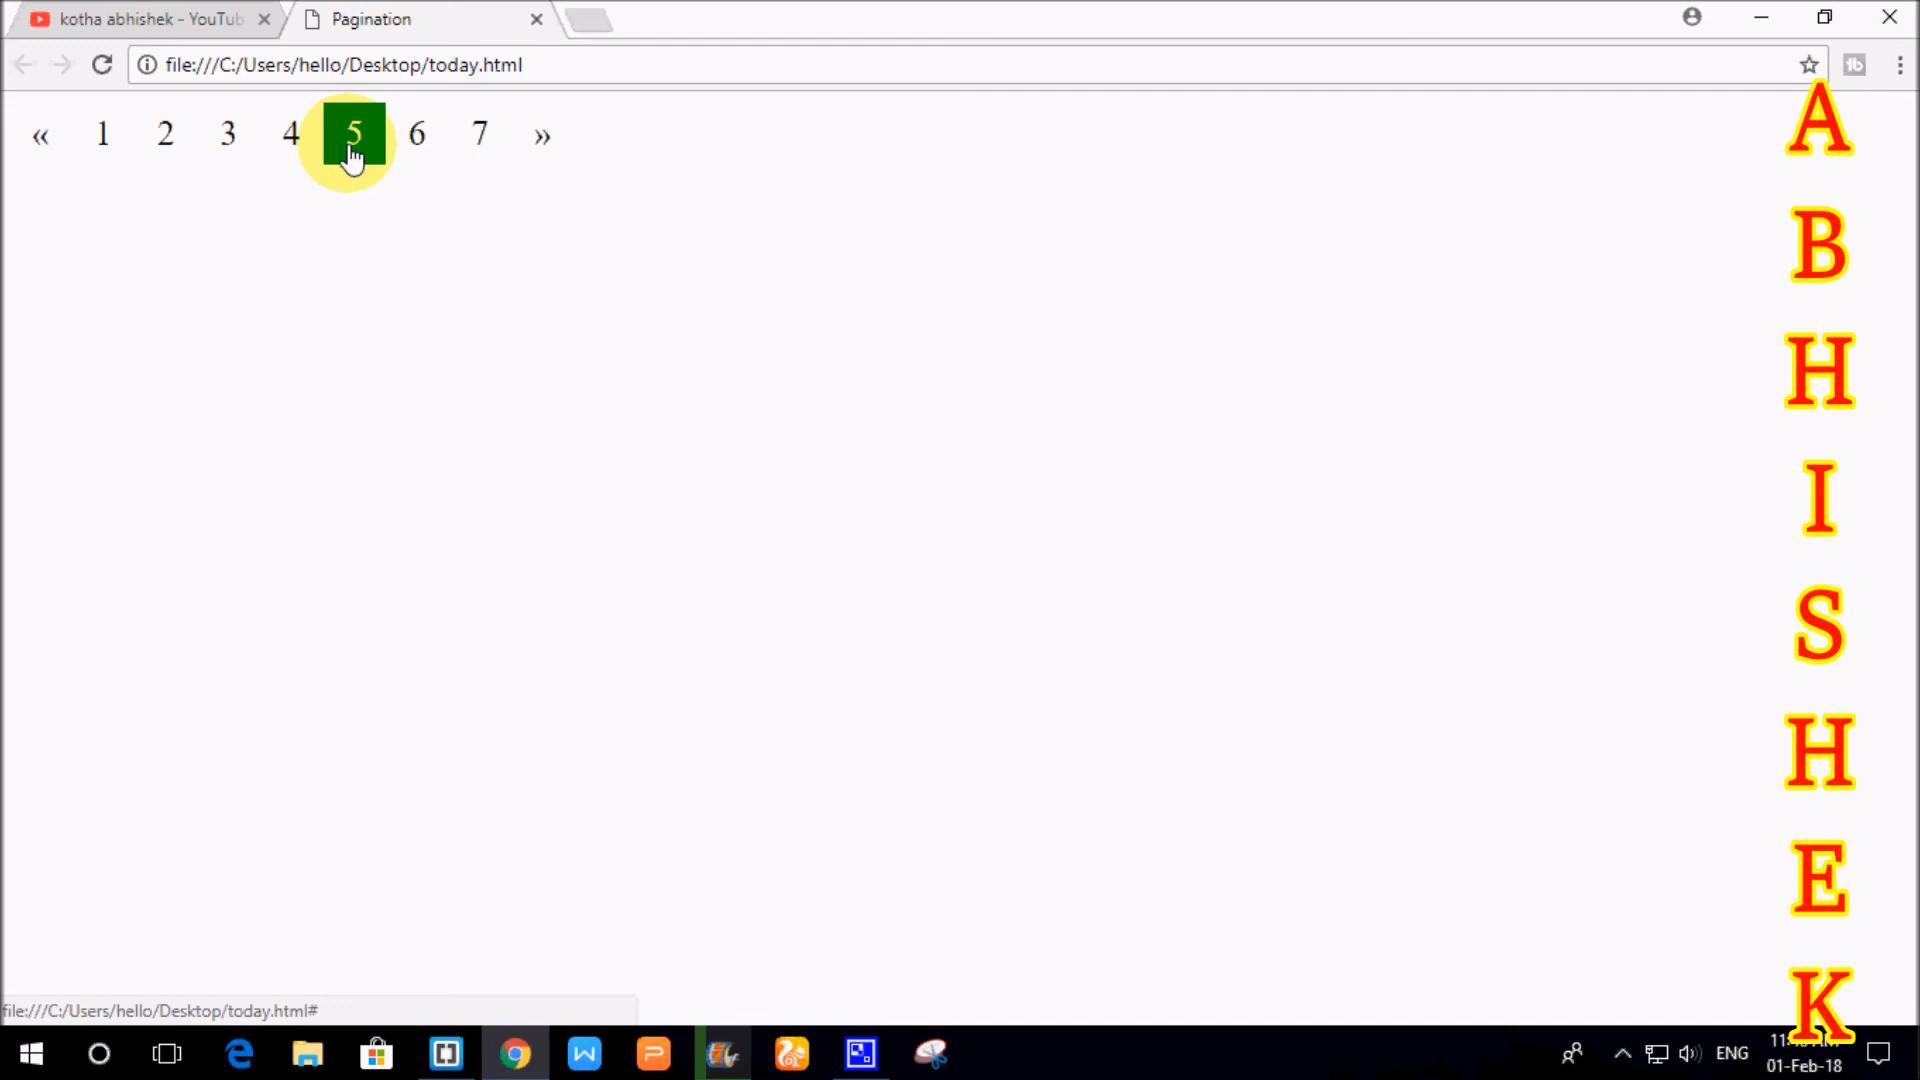 kotha abhishek - YouTub
Pagination
file:///C:/Users/hello/Desktop/today.html
« 1 2 3 4 5 6 7 »
A
B
H
I
S
H
E
K
file:///C:/Users/hello/Desktop/today.html#
ENG
01-Feb-18